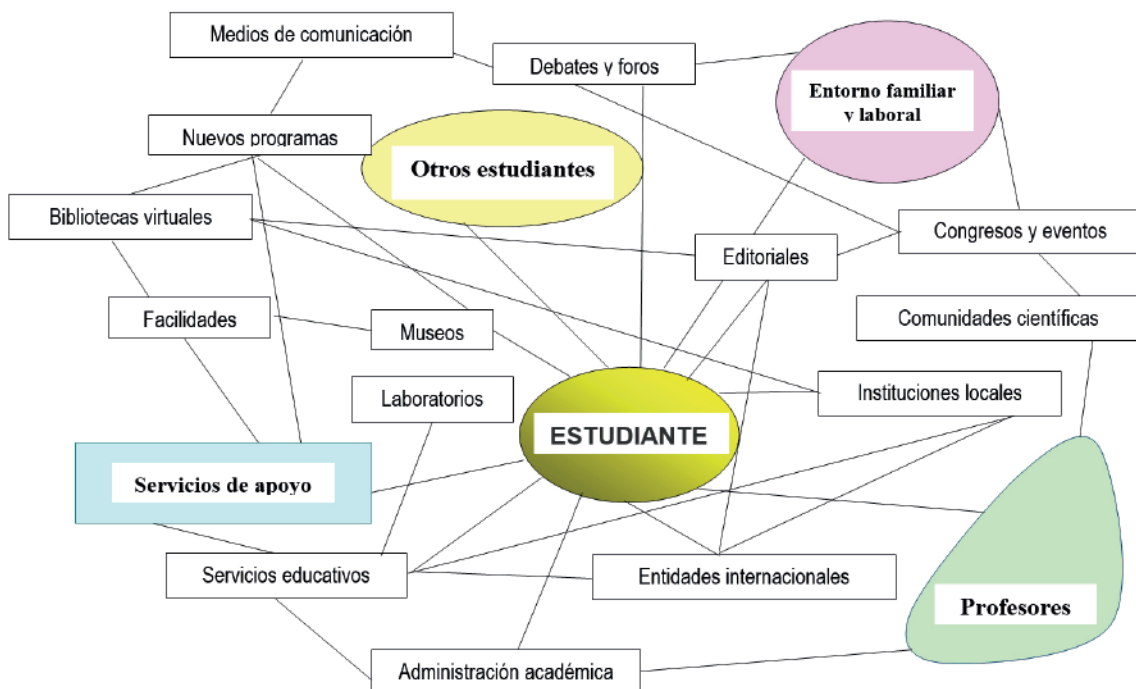 Medios de comunicación
Debates y foros
Entorno familiar
y laboral
Nuevos programas
Otros estudiantes
Bibliotecas virtuales
Congresos y eventos
Editoriales
Facilidades
Museos
Comunidades científicas
Laboratorios
Instituciones locales
ESTUDIANTE
Servicios de apoyo
Servicios educativos
Entidades internacionales
Profesores
Administración académica